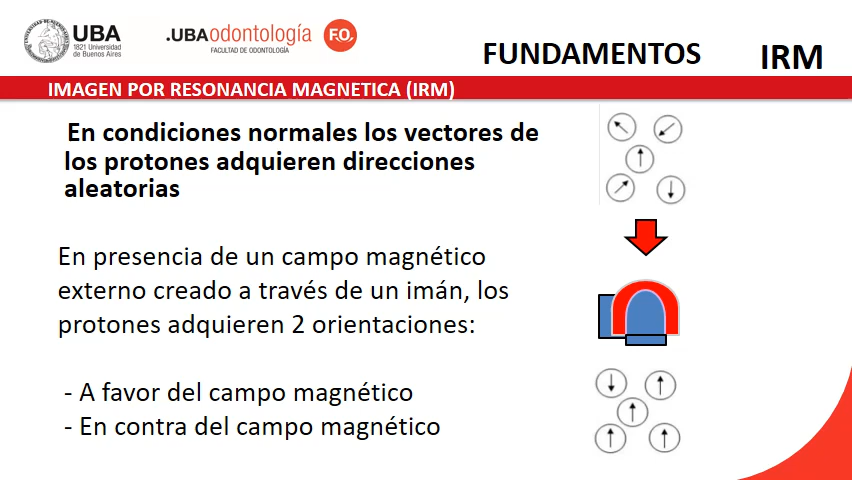 UBA
1821 Universidad
de Buenos Aires
.UBAodontología
FACULTAD DE ODONTOLOGÍA
F.O.
FUNDAMENTOS
IRM
IMAGEN POR RESONANCIA MAGNETICA (IRM)
En condiciones normales los vectores de
los protones adquieren direcciones
aleatorias
En presencia de un campo magnético
externo creado a través de un imán, los
protones adquieren 2 orientaciones:
- A favor del campo magnético
- En contra del campo magnético